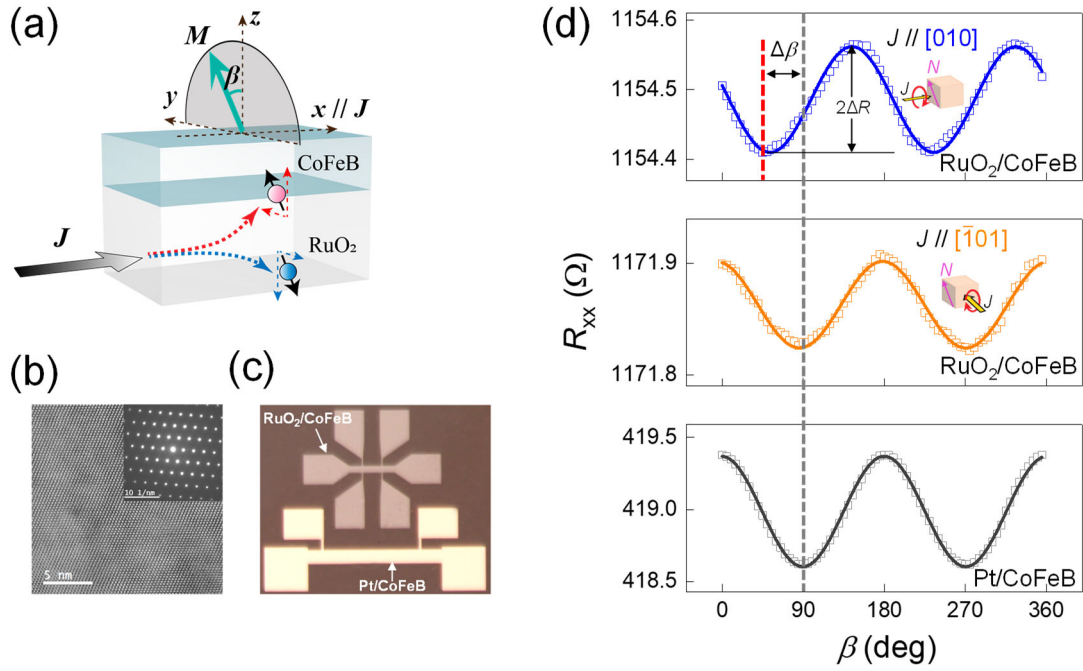 (a)
z
M
β
y
x // J
CoFeB
J
RuO₂
(b)
10 1/nm
5 nm
(c)
RuO₂/CoFeB
Pt/CoFeB
(d)
1154.6
1154.5
1154.4
Δβ
2ΔR
J // [010]
N
J
RuO₂/CoFeB
1171.9
1171.8
J // [1̄01]
N
J
RuO₂/CoFeB
Rxx (Ω)
419.5
419.0
418.5
Pt/CoFeB
0 90 180 270 360
β (deg)